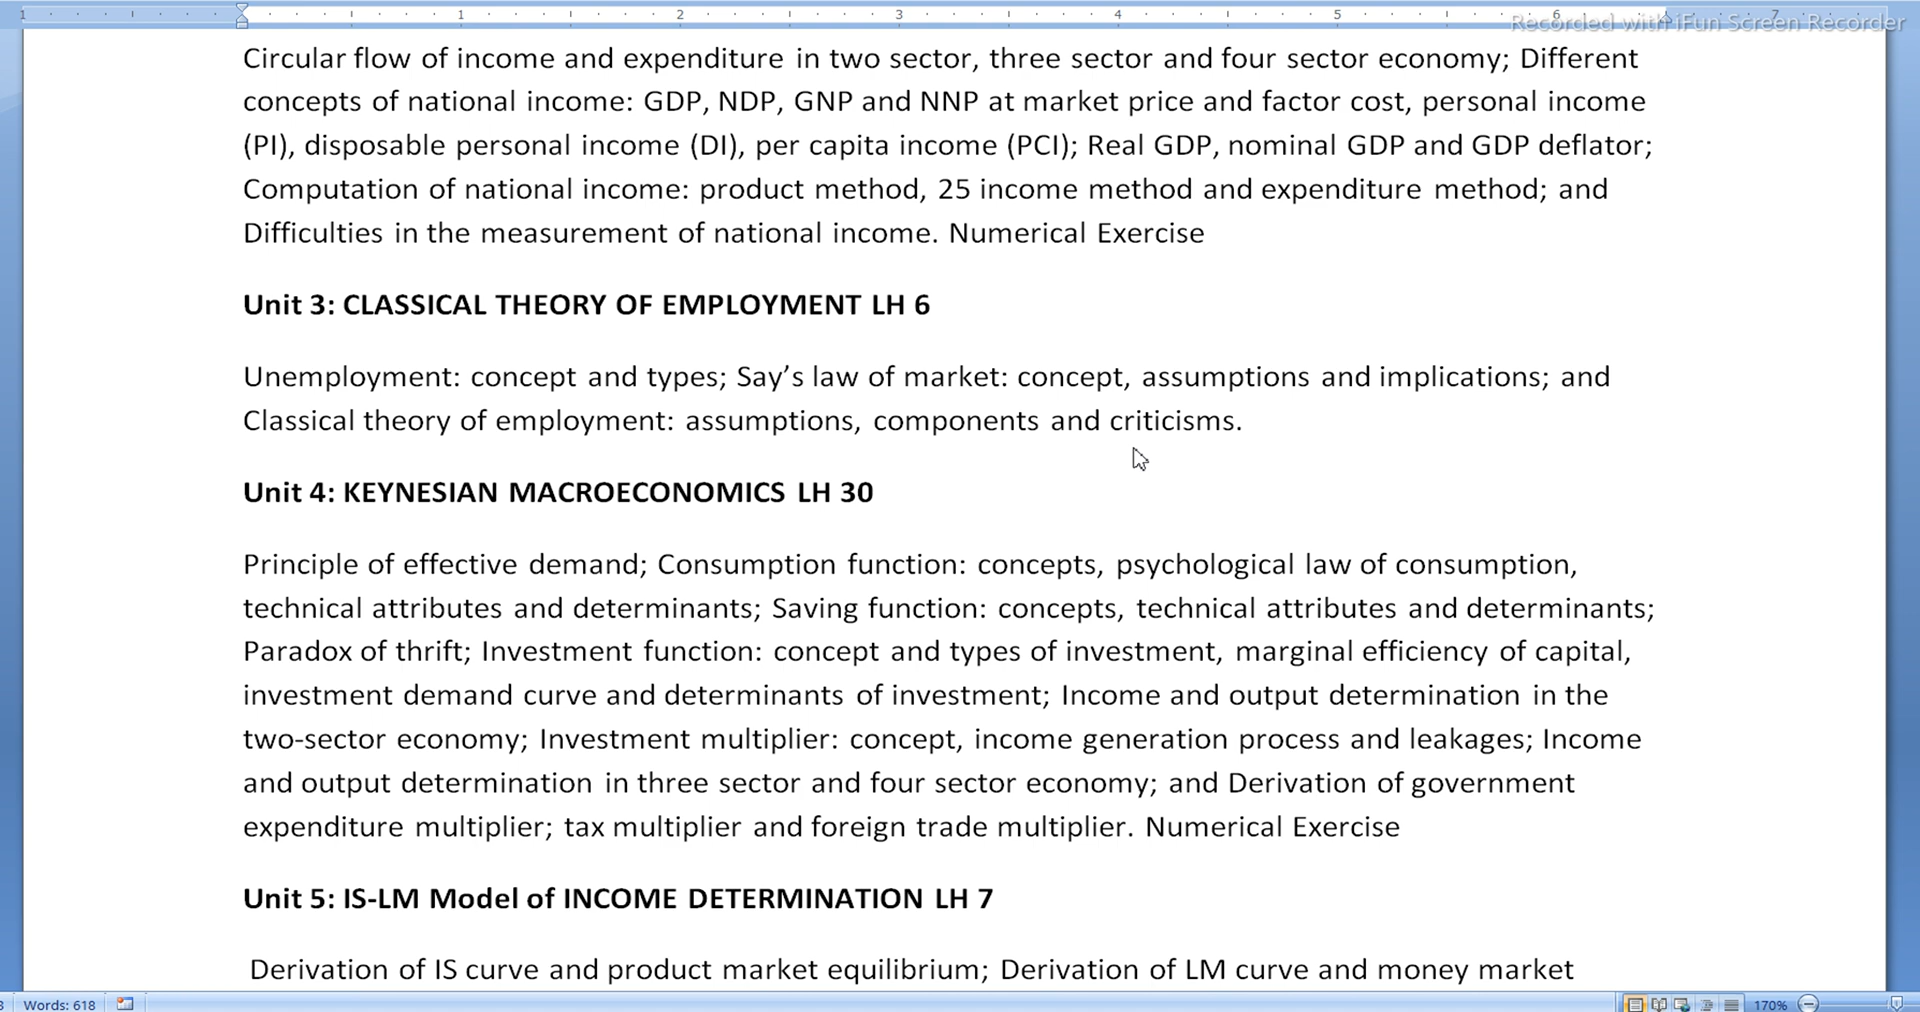 1 1 2 3 4 5 6 7
Recorded with iFun Screen Recorder
Circular flow of income and expenditure in two sector, three sector and four sector economy; Different
concepts of national income: GDP, NDP, GNP and NNP at market price and factor cost, personal income
(PI), disposable personal income (DI), per capita income (PCI); Real GDP, nominal GDP and GDP deflator;
Computation of national income: product method, 25 income method and expenditure method; and
Difficulties in the measurement of national income. Numerical Exercise
Unit 3: CLASSICAL THEORY OF EMPLOYMENT LH 6
Unemployment: concept and types; Say’s law of market: concept, assumptions and implications; and
Classical theory of employment: assumptions, components and criticisms.
Unit 4: KEYNESIAN MACROECONOMICS LH 30
Principle of effective demand; Consumption function: concepts, psychological law of consumption,
technical attributes and determinants; Saving function: concepts, technical attributes and determinants;
Paradox of thrift; Investment function: concept and types of investment, marginal efficiency of capital,
investment demand curve and determinants of investment; Income and output determination in the
two-sector economy; Investment multiplier: concept, income generation process and leakages; Income
and output determination in three sector and four sector economy; and Derivation of government
expenditure multiplier; tax multiplier and foreign trade multiplier. Numerical Exercise
Unit 5: IS-LM Model of INCOME DETERMINATION LH 7
Derivation of IS curve and product market equilibrium; Derivation of LM curve and money market
Words: 618 170%